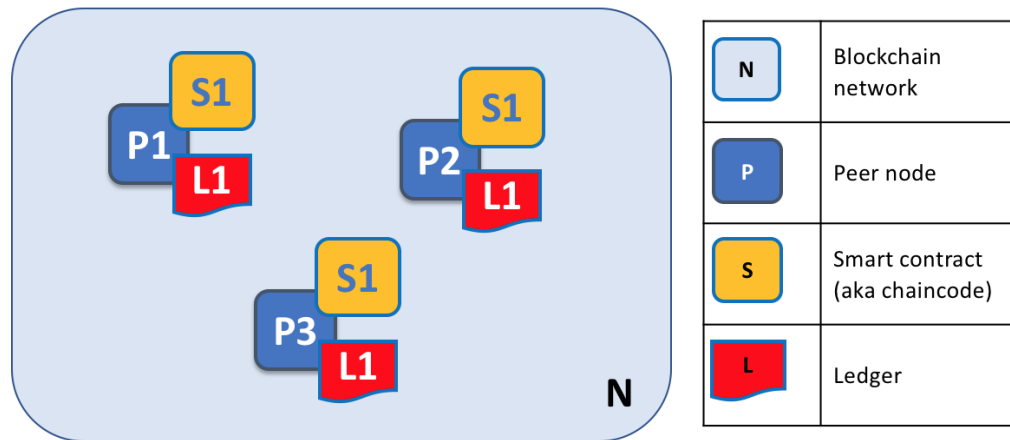 S1
P1
L1
S1
P2
L1
S1
P3
L1
N
N
Blockchain
network
P
Peer node
S
Smart contract
(aka chaincode)
L
Ledger